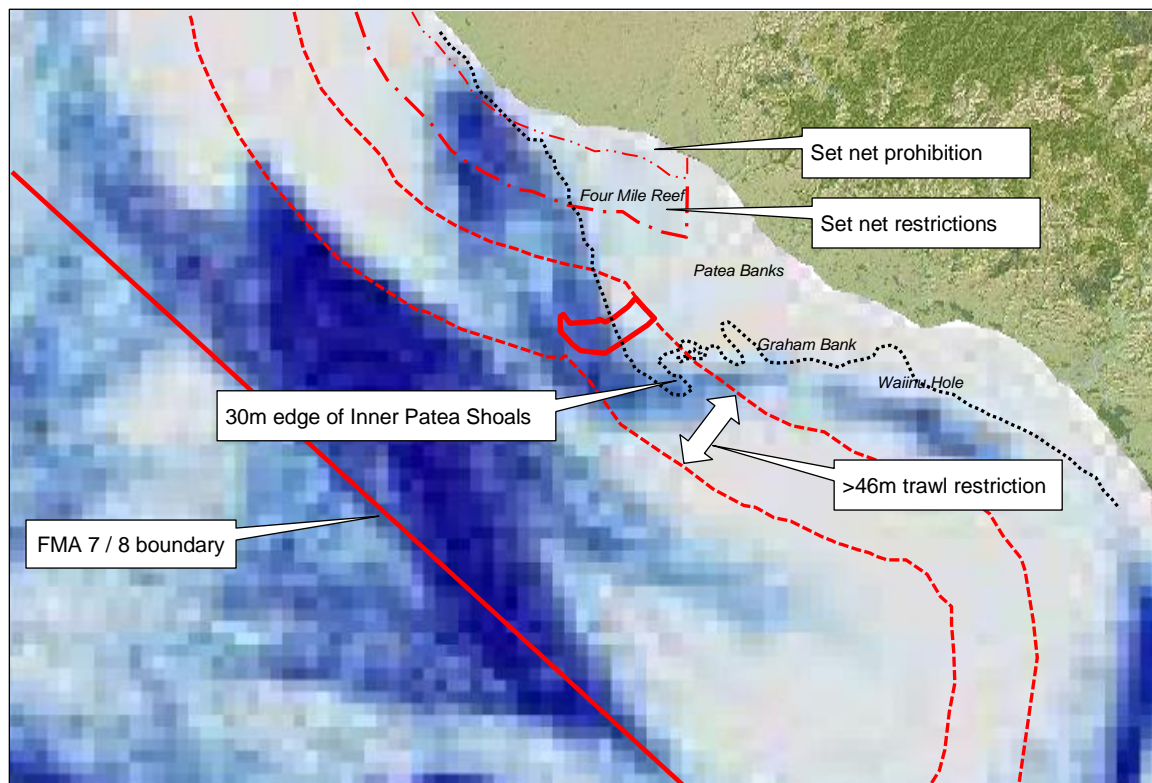 Set net prohibition
Four Mile Reef
Set net restrictions
Patea Banks
Graham Bank
Waiinu Hole
30m edge of Inner Patea Shoals
>46m trawl restriction
FMA 7 / 8 boundary